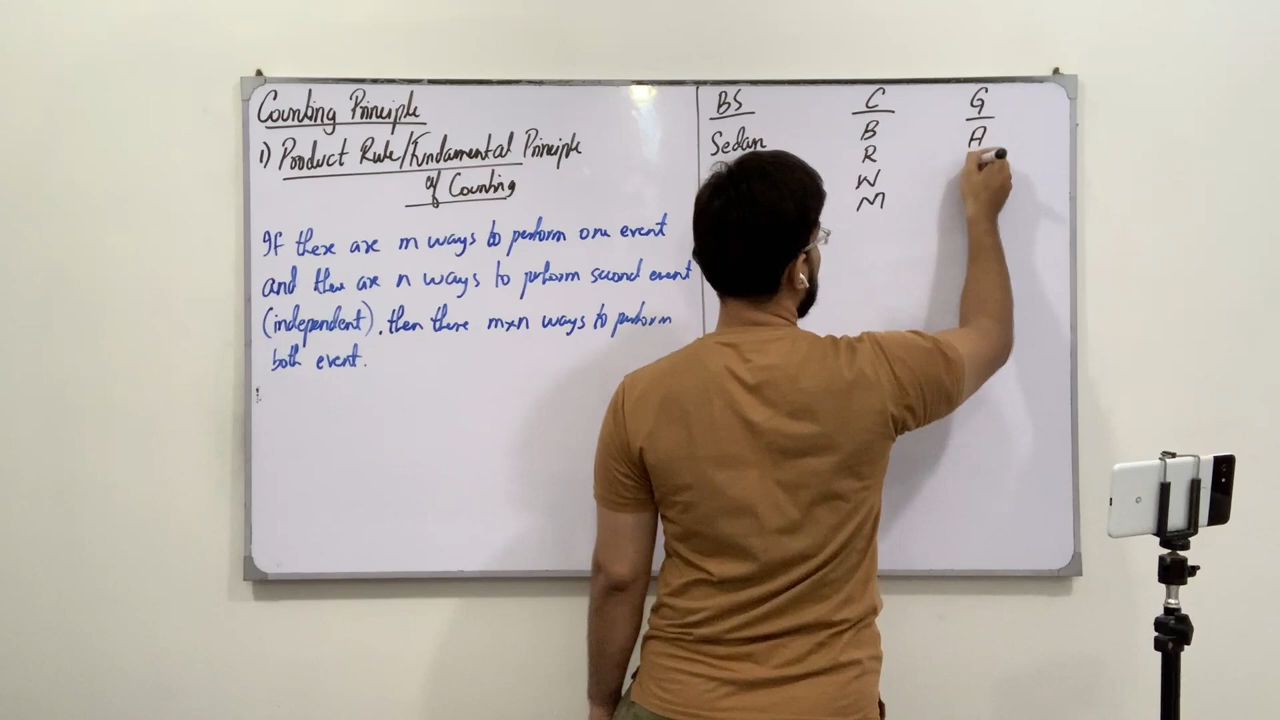 Counting Principle
1) Product Rule/Fundamental Principle
of Counting
If there are m ways to perform one event
and there are n ways to perform second event
(independent), then there m×n ways to perform
both event.
BS
Sedan
C
B
R
W
M
G
A